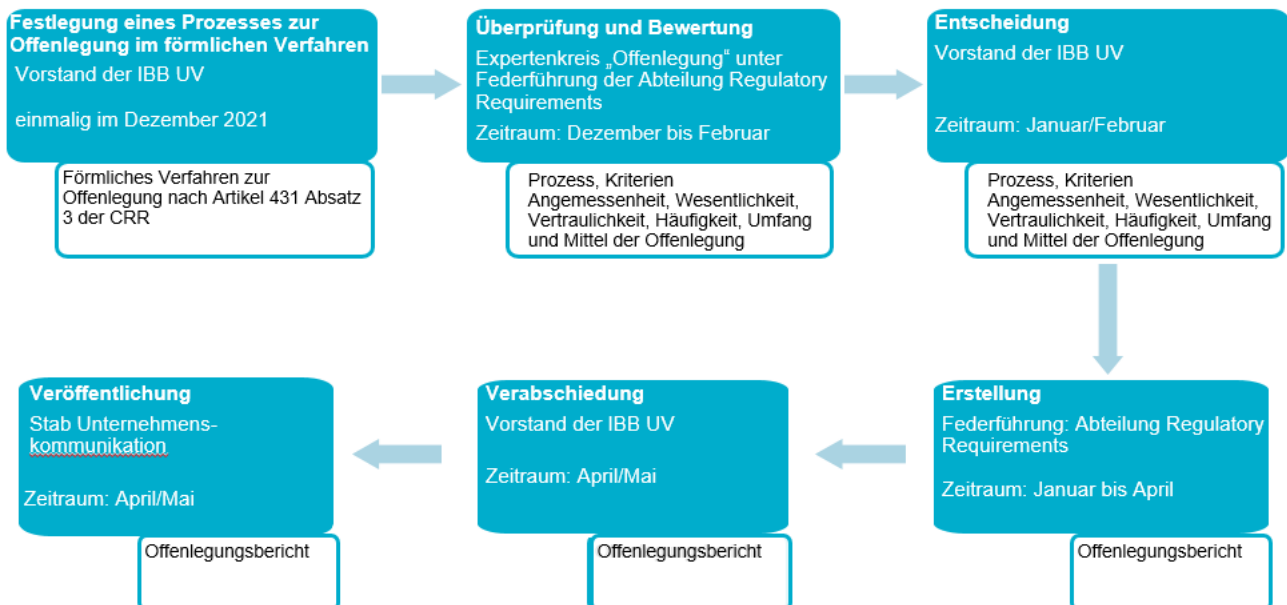 Festlegung eines Prozesses zur
Offenlegung im förmlichen Verfahren
Vorstand der IBB UV
einmalig im Dezember 2021
Förmliches Verfahren zur
Offenlegung nach Artikel 431 Absatz
3 der CRR
Überprüfung und Bewertung
Expertenkreis „Offenlegung“ unter
Federführung der Abteilung Regulatory
Requirements
Zeitraum: Dezember bis Februar
Prozess, Kriterien
Angemessenheit, Wesentlichkeit,
Vertraulichkeit, Häufigkeit, Umfang
und Mittel der Offenlegung
Entscheidung
Vorstand der IBB UV
Zeitraum: Januar/Februar
Prozess, Kriterien
Angemessenheit, Wesentlichkeit,
Vertraulichkeit, Häufigkeit, Umfang
und Mittel der Offenlegung
Erstellung
Federführung: Abteilung Regulatory
Requirements
Zeitraum: Januar bis April
Offenlegungsbericht
Verabschiedung
Vorstand der IBB UV
Zeitraum: April/Mai
Offenlegungsbericht
Veröffentlichung
Stab Unternehmens-
kommunikation
Zeitraum: April/Mai
Offenlegungsbericht